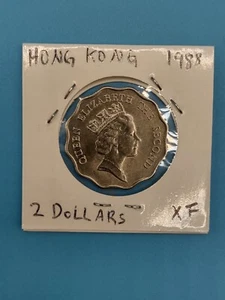 HONG KONG 1988
QUEEN ELIZABETH THE SECOND
2 DOLLARS XF